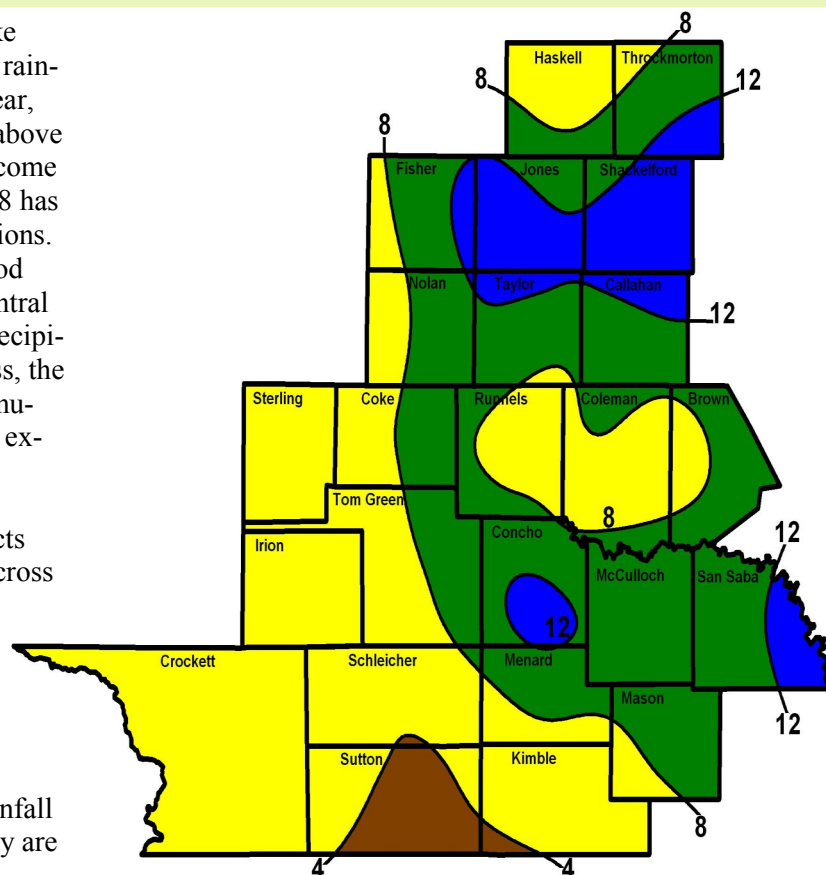 ke
rain-
ear,
above
come
8 has
ions.
od
ntral
ecipi-
ss, the
nu-
ex-
cts
cross
nfall
y are
8
8
Haskell
Throckmorton
12
8
Fisher
Jones
Shackelford
Nolan
Taylor
Callahan
12
Sterling
Coke
Runnels
Coleman
Brown
Tom Green
8
Irion
Concho
12
McCulloch
San Saba
12
Crockett
Schleicher
Menard
Mason
12
Sutton
Kimble
8
4
4